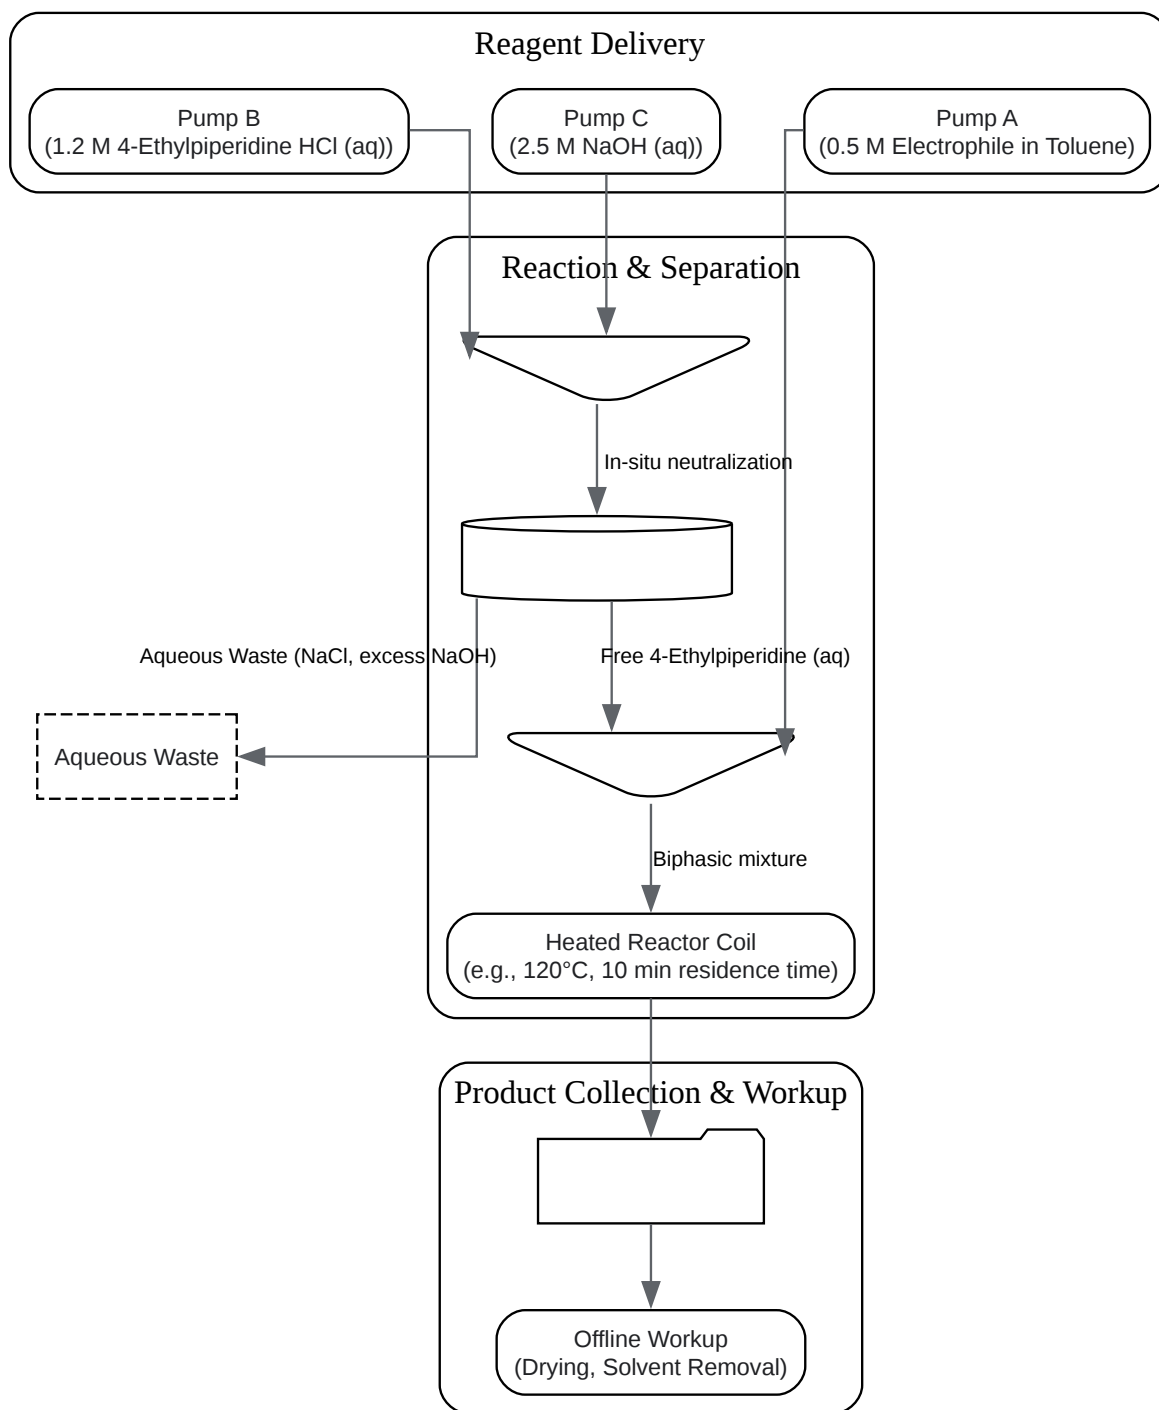 Reagent Delivery
Pump B
(1.2 M 4-Ethylpiperidine HCl (aq))
Pump C
(2.5 M NaOH (aq))
Pump A
(0.5 M Electrophile in Toluene)
Reaction & Separation
In-situ neutralization
Aqueous Waste (NaCl, excess NaOH)
Free 4-Ethylpiperidine (aq)
Aqueous Waste
Biphasic mixture
Heated Reactor Coil
(e.g., 120°C, 10 min residence time)
Product Collection & Workup
Offline Workup
(Drying, Solvent Removal)